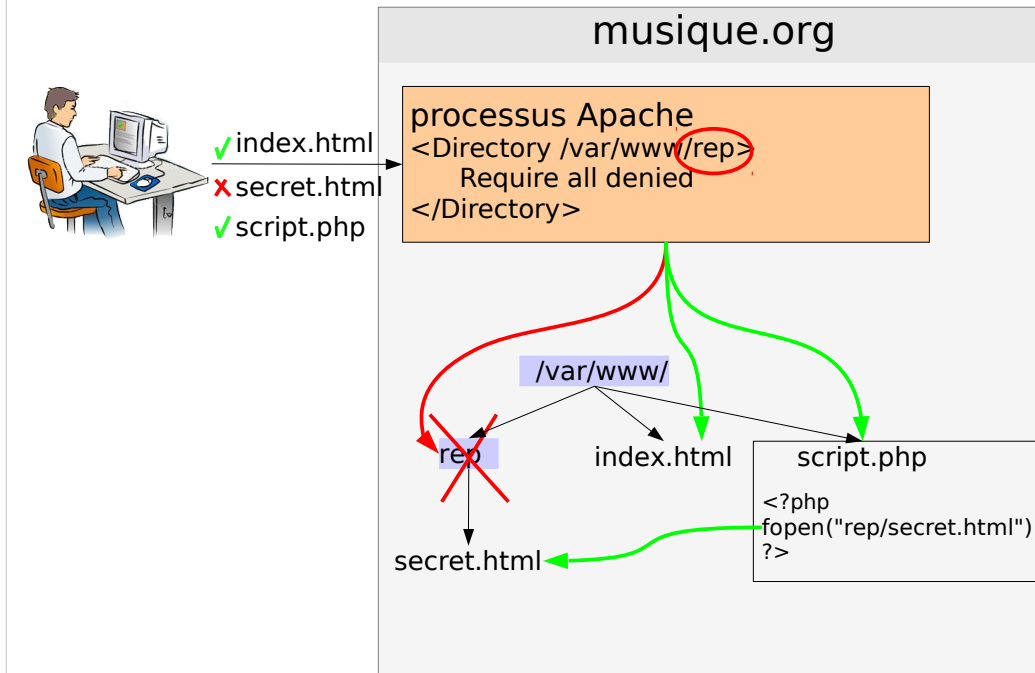 musique.org
processus Apache
<Directory /var/www/rep>
Require all denied
</Directory>
index.html
secret.html
script.php
/var/www/
rep
index.html
script.php
<?php
fopen("rep/secret.html")
?>
secret.html